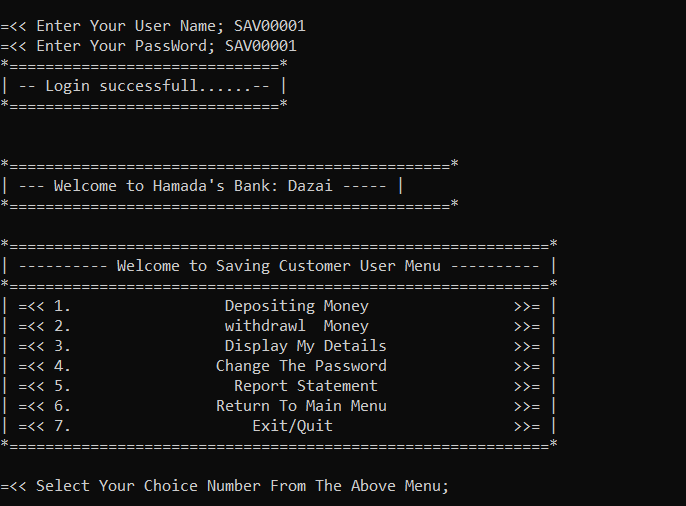 =<< Enter Your User Name; SAV00001
=<< Enter Your PassWord; SAV00001
*==============================*
| -- Login successfull......-- |
*==============================*
*=================================================*
| --- Welcome to Hamada's Bank: Dazai ----- |
*=================================================*
*============================================================*
| ---------- Welcome to Saving Customer User Menu ---------- |
*============================================================*
| =<< 1.                 Depositing Money                >>= |
| =<< 2.                 withdrawl  Money                >>= |
| =<< 3.                 Display My Details              >>= |
| =<< 4.                Change The Password              >>= |
| =<< 5.                  Report Statement               >>= |
| =<< 6.                Return To Main Menu              >>= |
| =<< 7.                    Exit/Quit                    >>= |
*============================================================*
=<< Select Your Choice Number From The Above Menu;